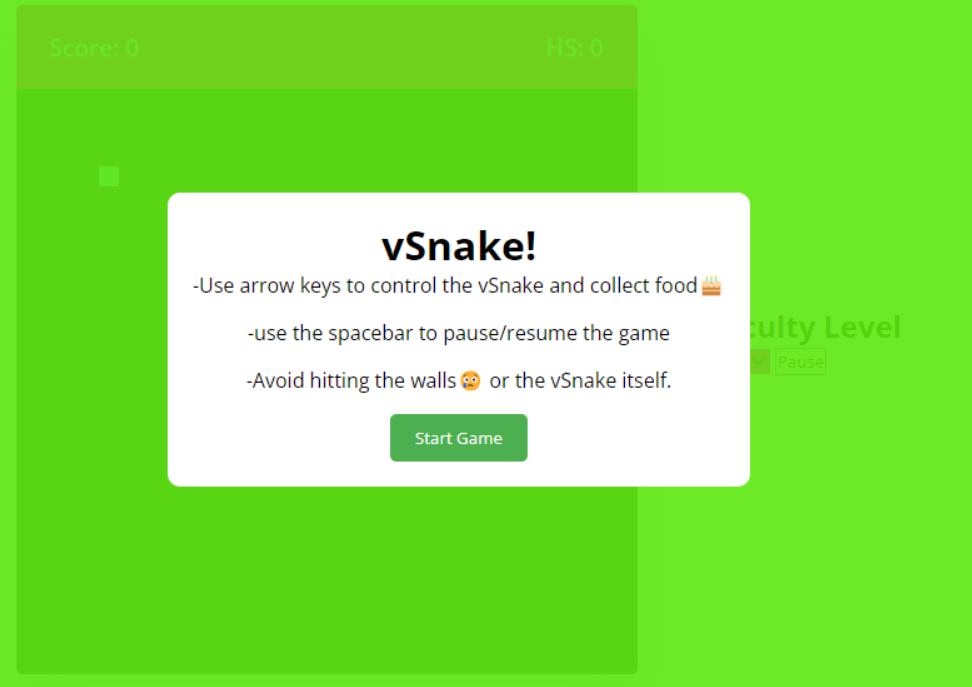 Score: 0
HS: 0
vSnake!
-Use arrow keys to control the vSnake and collect food🎂
-use the spacebar to pause/resume the game
-Avoid hitting the walls😰 or the vSnake itself.
Start Game
culty Level
Pause